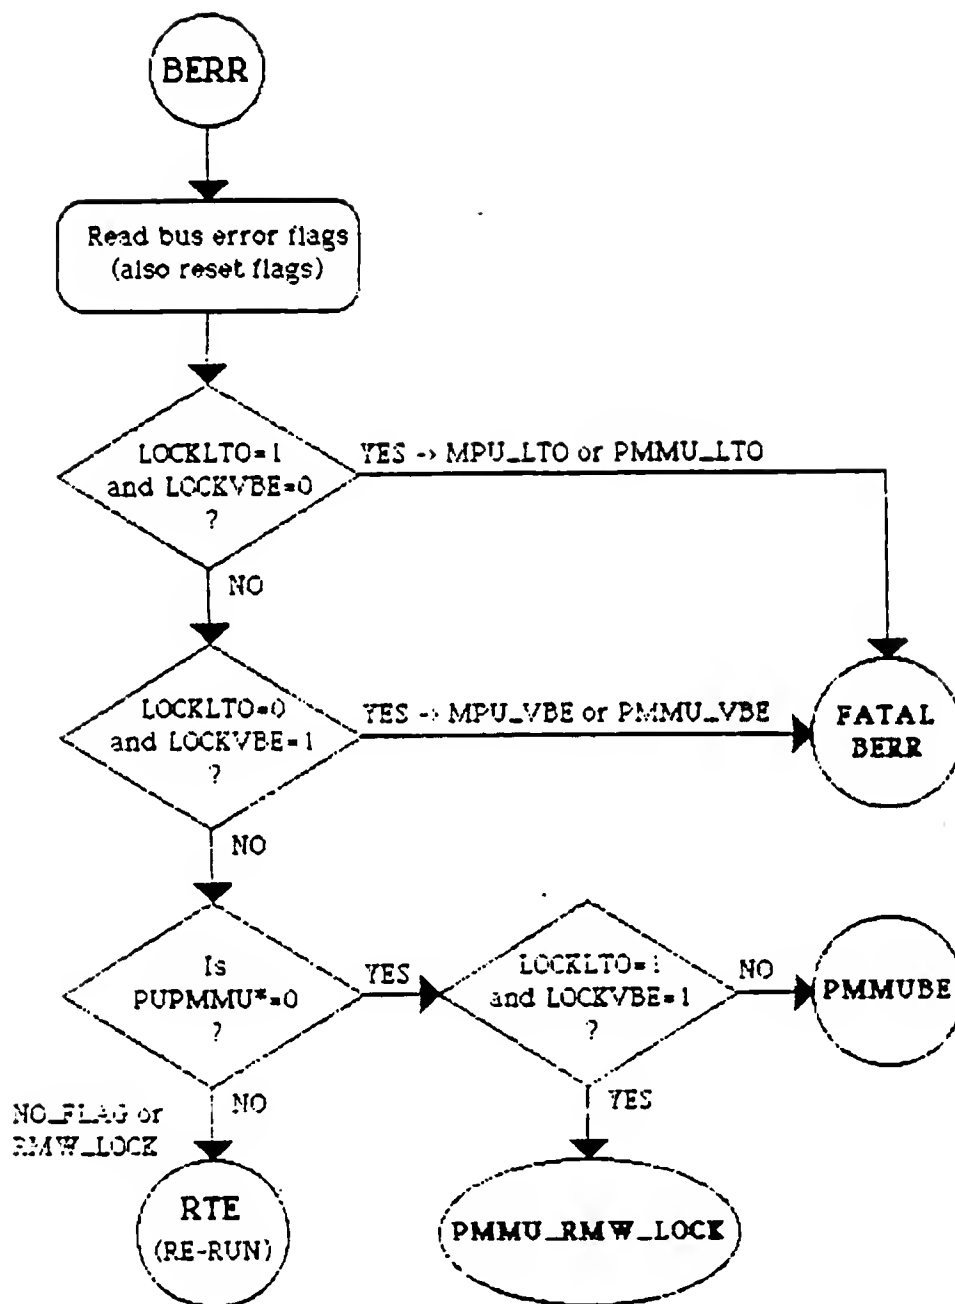 BERR
Read bus error flags
(also reset flags)
LOCKLTO=1
and LOCKVBE=0
?
YES -> MPU_LTO or PMMU_LTO
NO
LOCKLTO=0
and LOCKVBE=1
?
YES -> MPU_VBE or PMMU_VBE
FATAL
BERR
NO
Is
PUPMMU*=0
?
YES
LOCKLTO=1
and LOCKVBE=1
?
NO
PMMUBE
NO_FLAG or
RMW_LOCK
NO
YES
RTE
(RE-RUN)
PMMU_RMW_LOCK